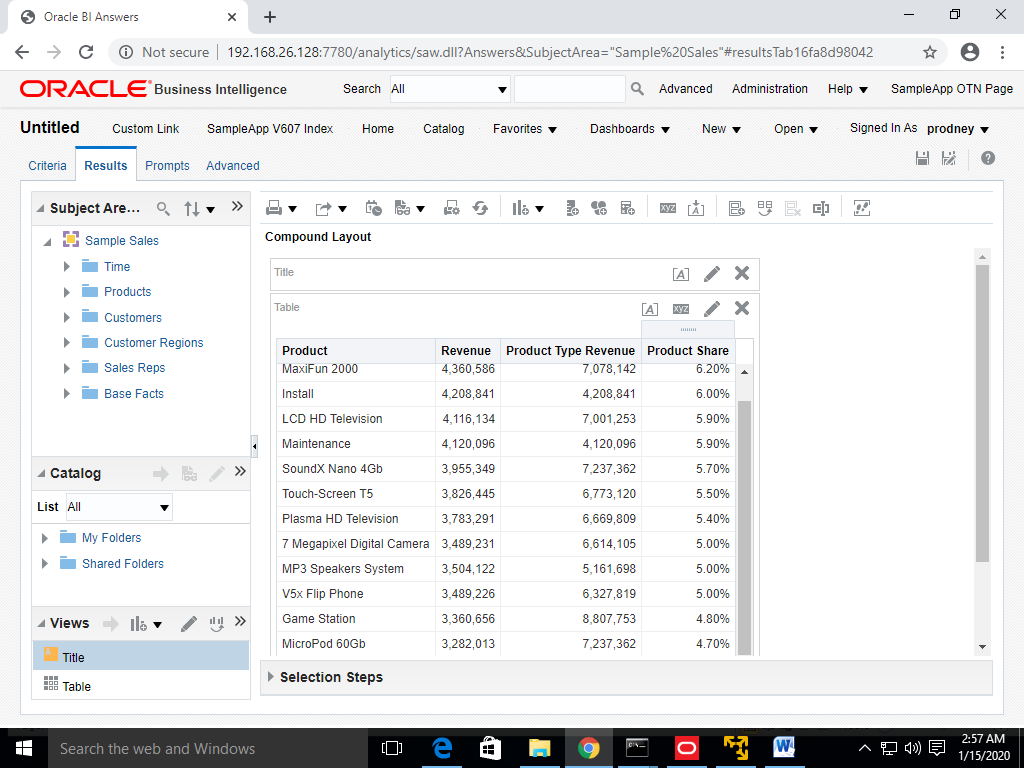 Oracle BI Answers
Not secure | 192.168.26.128:7780/analytics/saw.dll?Answers&SubjectArea="Sample%20Sales"#resultsTab16fa8d98042
ORACLE Business Intelligence
Search All Advanced Administration Help SampleApp OTN Page
Untitled Custom Link SampleApp V607 Index Home Catalog Favorites Dashboards New Open Signed In As prodney
Criteria Results Prompts Advanced
Subject Are...
Sample Sales
Time
Products
Customers
Customer Regions
Sales Reps
Base Facts
Catalog
List All
My Folders
Shared Folders
Views
Title
Table
xyz
Compound Layout
Title
A
Table
A xyz
Product Revenue Product Type Revenue Product Share
MaxiFun 2000 4,360,586 7,078,142 6.20%
Install 4,208,841 4,208,841 6.00%
LCD HD Television 4,116,134 7,001,253 5.90%
Maintenance 4,120,096 4,120,096 5.90%
SoundX Nano 4Gb 3,955,349 7,237,362 5.70%
Touch-Screen T5 3,826,445 6,773,120 5.50%
Plasma HD Television 3,783,291 6,669,809 5.40%
7 Megapixel Digital Camera 3,489,231 6,614,105 5.00%
MP3 Speakers System 3,504,122 5,161,698 5.00%
V5x Flip Phone 3,489,226 6,327,819 5.00%
Game Station 3,360,656 8,807,753 4.80%
MicroPod 60Gb 3,282,013 7,237,362 4.70%
Selection Steps
Search the web and Windows
2:57 AM
1/15/2020